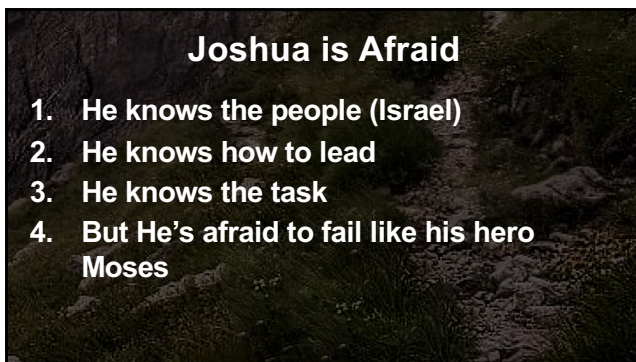 Joshua is Afraid
1. He knows the people (Israel)
2. He knows how to lead
3. He knows the task
4. But He's afraid to fail like his hero
Moses